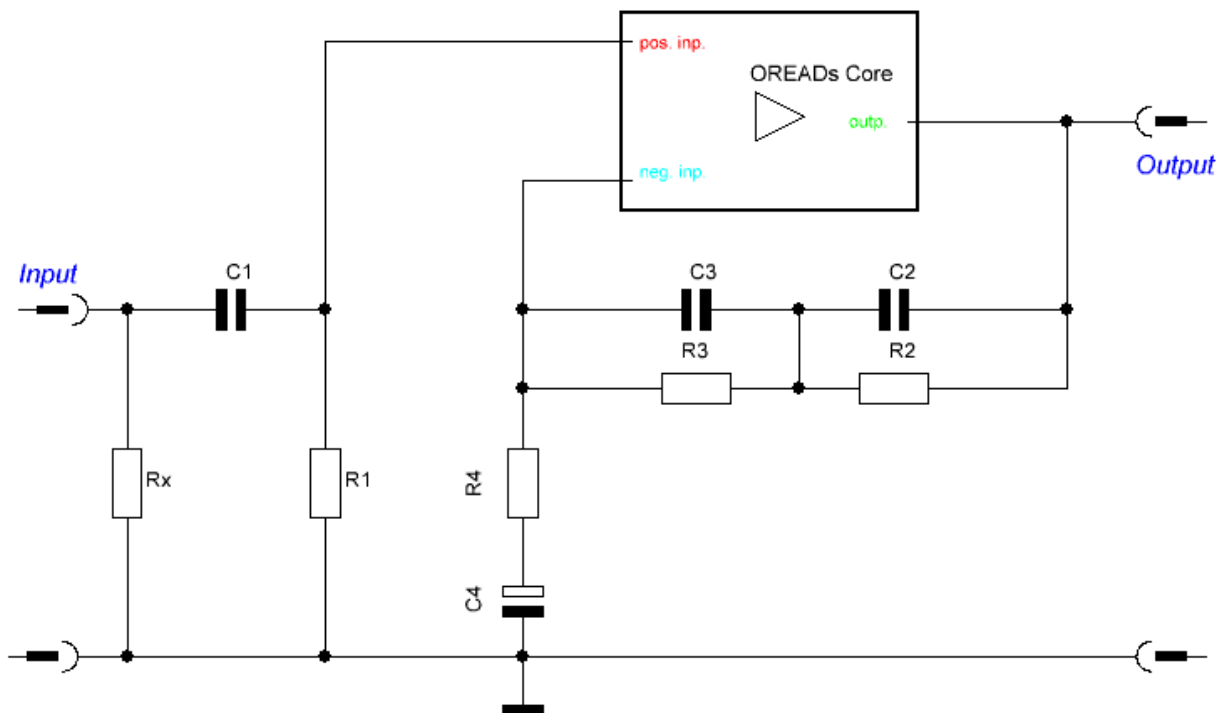 pos. inp.
OREADs Core
outp.
neg. inp.
Output
Input
C1
C3
C2
R3
R2
Rx
R1
R4
C4